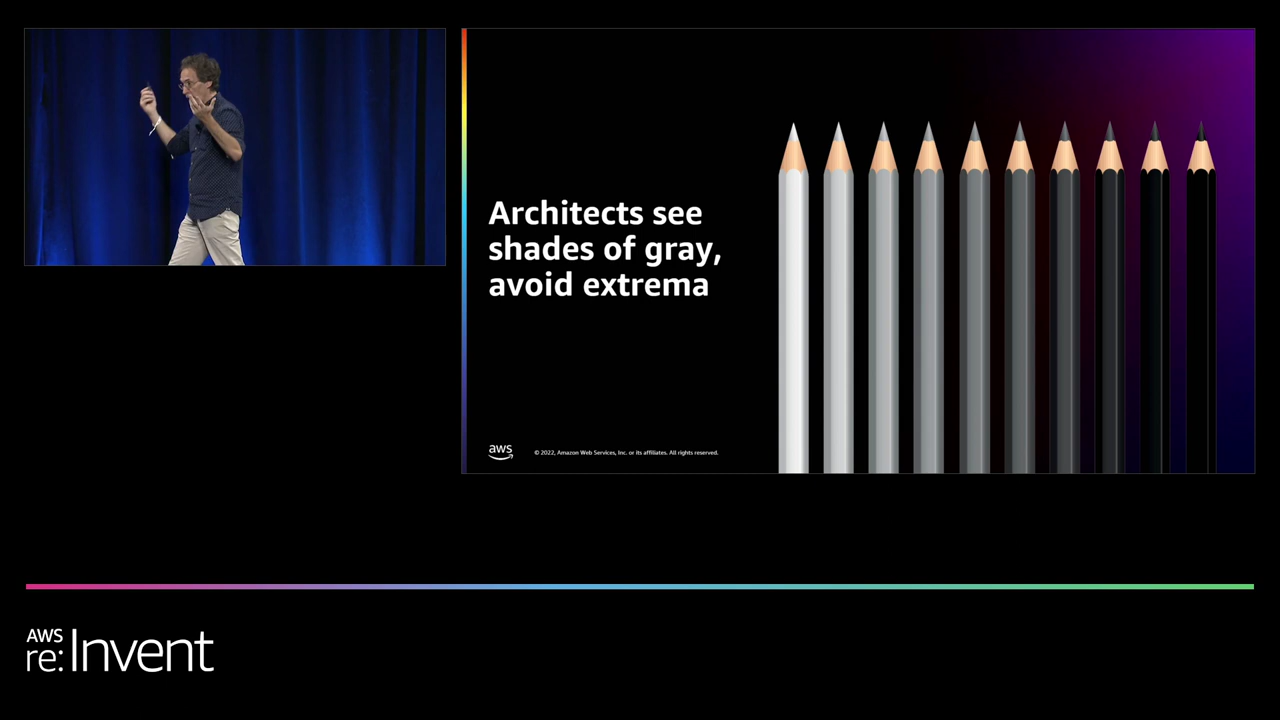 Architects see
shades of gray,
avoid extrema
aws
© 2022, Amazon Web Services, Inc. or its affiliates. All rights reserved.
AWS
re:Invent